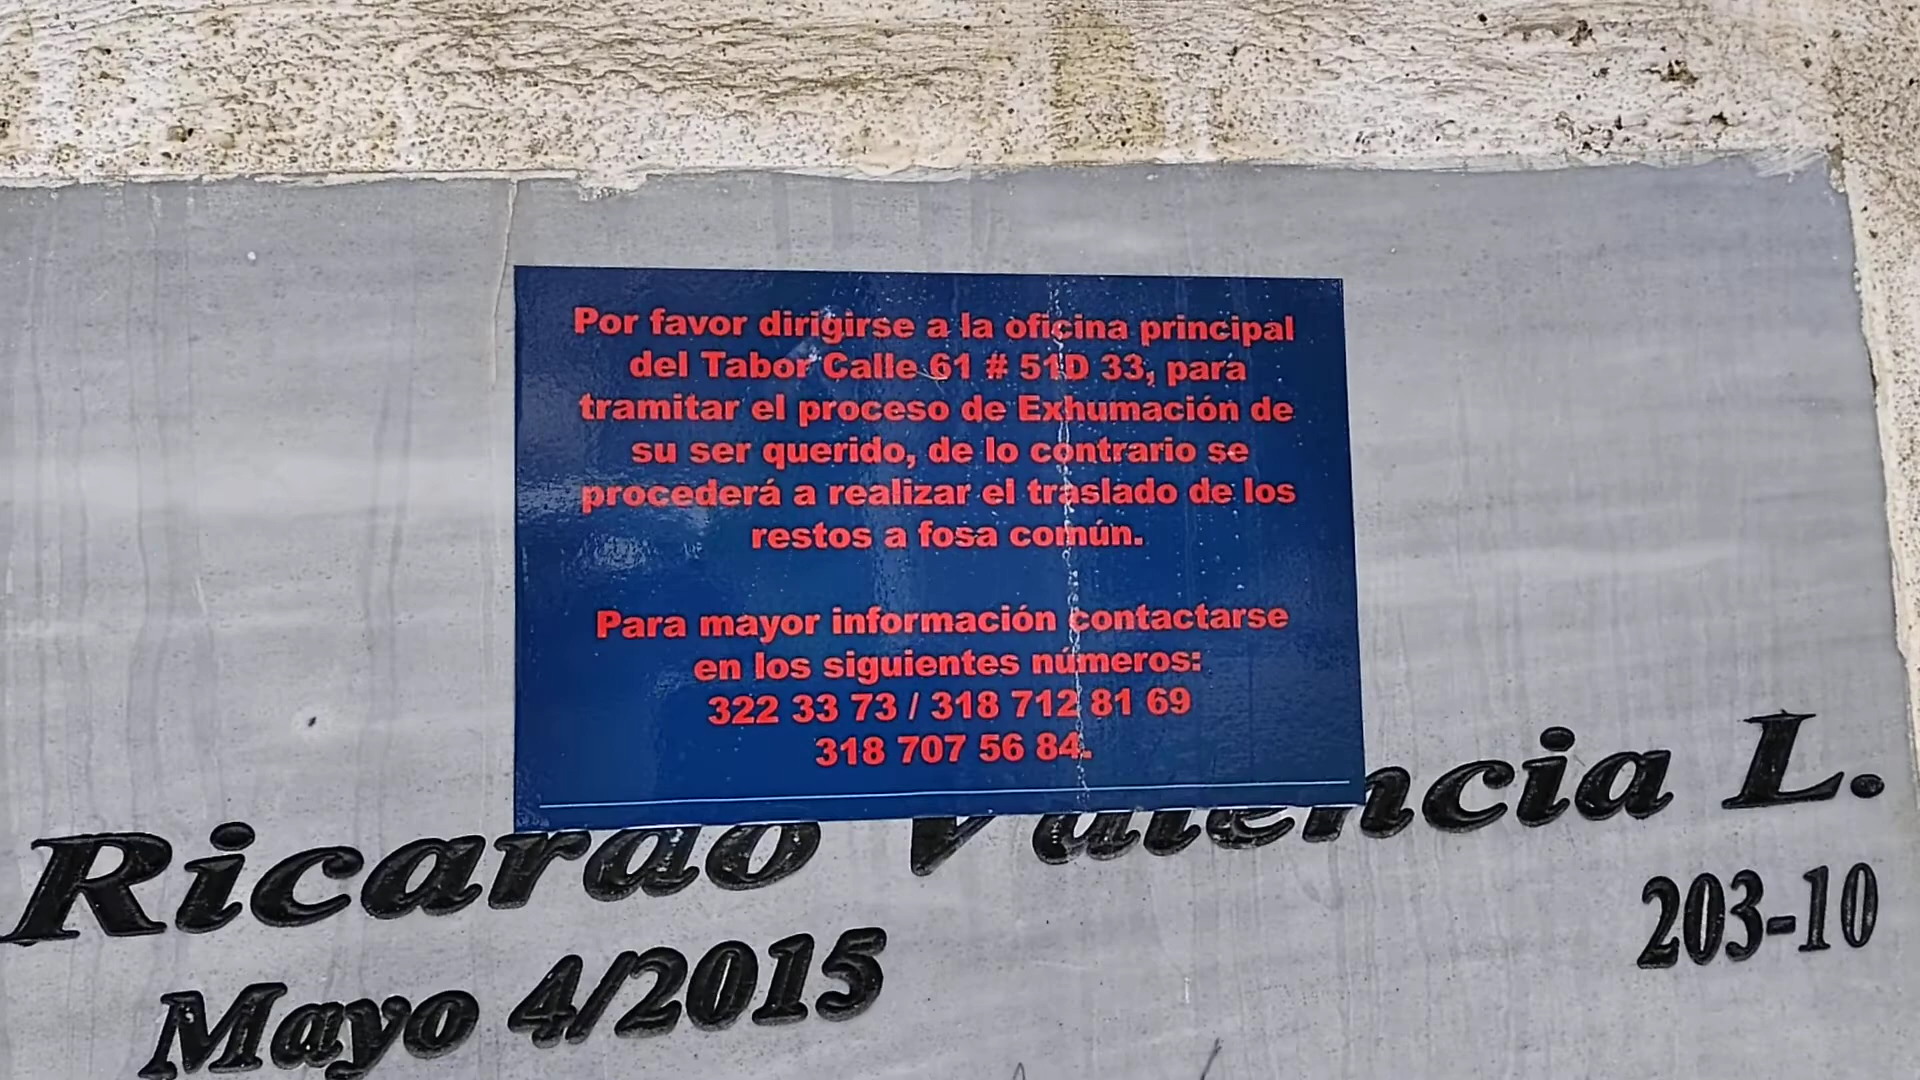 Por favor dirigirse a la oficina principal
del Tabor Calle 61 # 51D 33, para
tramitar el proceso de Exhumación de
su ser querido, de lo contrario se
procederá a realizar el traslado de los
restos a fosa común.
Para mayor información contactarse
en los siguientes números:
322 33 73 / 318 712 81 69
318 707 56 84.
Ricardo Valencia L.
203-10
Mayo 4/2015